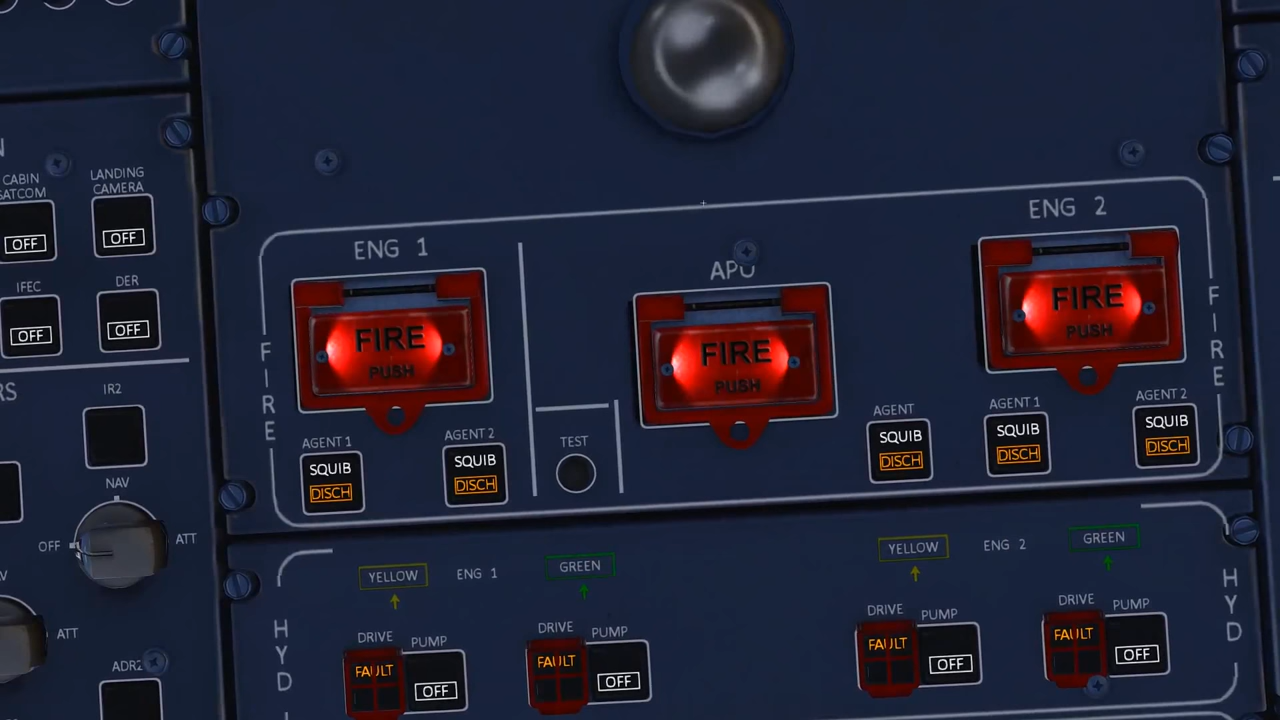 N
CABIN
SATCOM
OFF
LANDING
CAMERA
OFF
IFEC
OFF
DER
OFF
RS
IR2
NAV
OFF
ATT
ATT
ADR2
ENG 1
APU
ENG 2
FIRE
FIRE
PUSH
FIRE
PUSH
FIRE
PUSH
FIRE
AGENT 1
SQUIB
DISCH
AGENT 2
SQUIB
DISCH
TEST
AGENT
SQUIB
DISCH
AGENT 1
SQUIB
DISCH
AGENT 2
SQUIB
DISCH
HYD
YELLOW
ENG 1
GREEN
YELLOW
ENG 2
GREEN
HYD
DRIVE
FAULT
PUMP
OFF
DRIVE
FAULT
PUMP
OFF
DRIVE
FAULT
PUMP
OFF
DRIVE
FAULT
PUMP
OFF